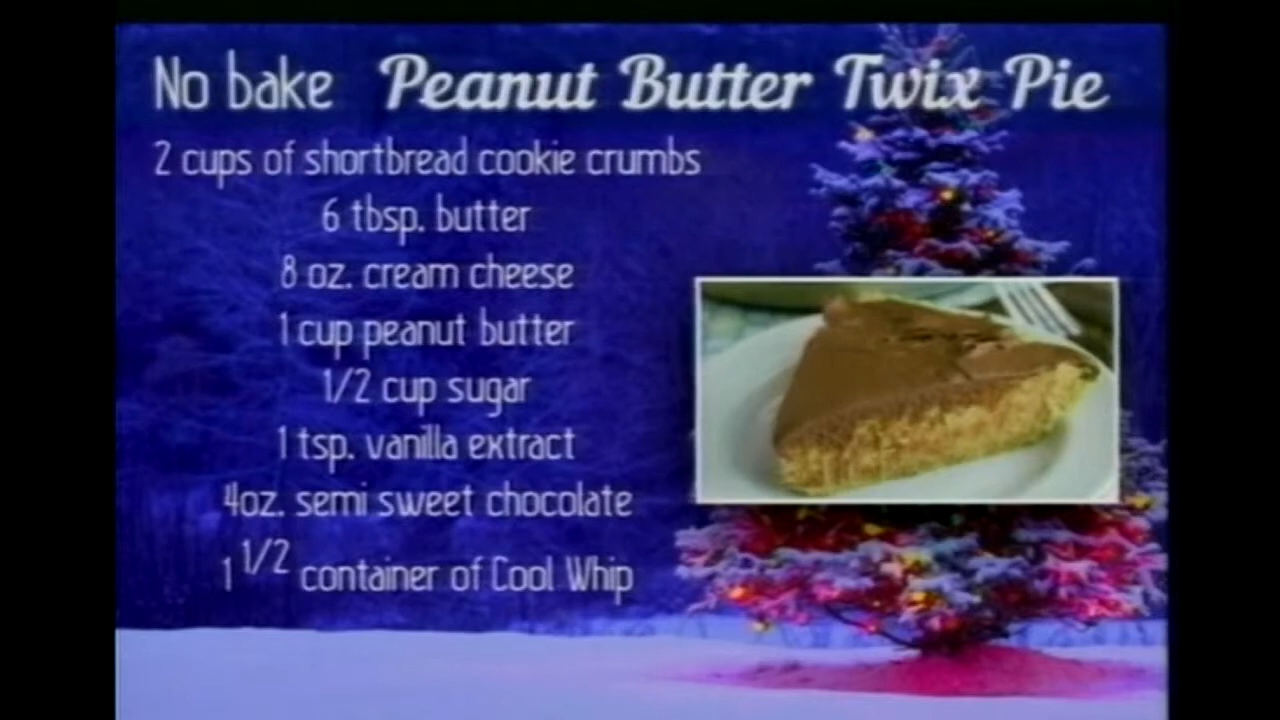 No bake Peanut Butter Twix Pie
2 cups of shortbread cookie crumbs
6 tbsp. butter
8 oz. cream cheese
1 cup peanut butter
1/2 cup sugar
1 tsp. vanilla extract
4oz. semi sweet chocolate
1 1/2 container of Cool Whip